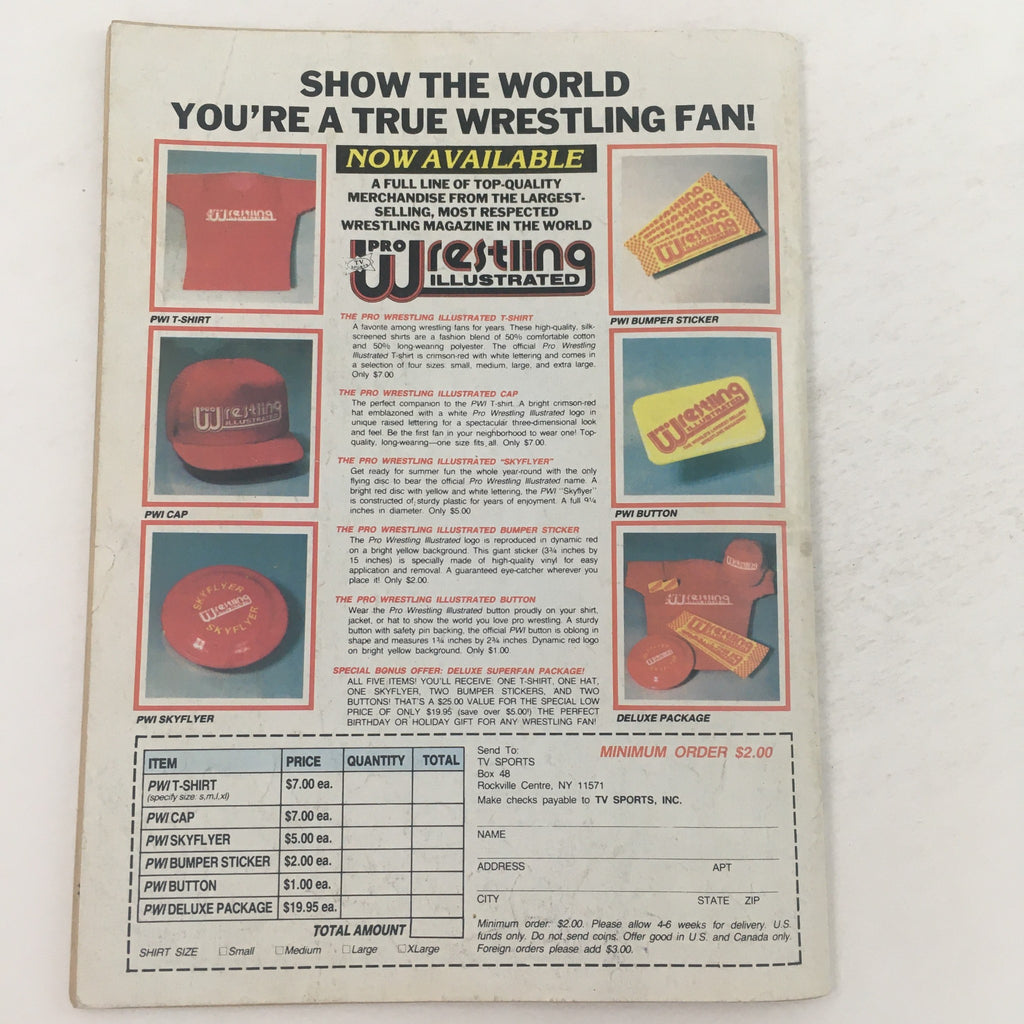 SHOW THE WORLD
YOU'RE A TRUE WRESTLING FAN!
NOW AVAILABLE
A FULL LINE OF TOP-QUALITY
MERCHANDISE FROM THE LARGEST-
SELLING, MOST RESPECTED
WRESTLING MAGAZINE IN THE WORLD
PRO
Wrestling
ILLUSTRATED
Wrestling
PWI T-SHIRT
Wrestling
ILLUSTRATED
PWI CAP
SKYFLYER
Wrestling
SKYFLYER
PWI SKYFLYER
THE PRO WRESTLING ILLUSTRATED T-SHIRT
A favorite among wrestling fans for years. These high-quality, silk-
screened shirts are a fashion blend of 50% comfortable cotton
and 50% long-wearing polyester. The official Pro Wrestling
Illustrated T-shirt is crimson-red with white lettering and comes in
a selection of four sizes: small, medium, large, and extra large.
Only $7.00
THE PRO WRESTLING ILLUSTRATED CAP
The perfect companion to the PWI T-shirt. A bright crimson-red
hat emblazoned with a white Pro Wrestling Illustrated logo in
unique raised lettering for a spectacular three-dimensional look
and feel. Be the first fan in your neighborhood to wear one! Top-
quality, long-wearing—one size fits all. Only $7.00.
THE PRO WRESTLING ILLUSTRATED "SKYFLYER"
Get ready for summer fun the whole year-round with the only
flying disc to bear the official Pro Wrestling Illustrated name. A
bright red disc with yellow and white lettering, the PWI "Skyflyer"
is constructed of sturdy plastic for years of enjoyment. A full 9¼
inches in diameter. Only $5.00
THE PRO WRESTLING ILLUSTRATED BUMPER STICKER
The Pro Wrestling Illustrated logo is reproduced in dynamic red
on a bright yellow background. This giant sticker (3¾ inches by
15 inches) is specially made of high-quality vinyl for easy
application and removal. A guaranteed eye-catcher wherever you
place it! Only $2.00.
THE PRO WRESTLING ILLUSTRATED BUTTON
Wear the Pro Wrestling Illustrated button proudly on your shirt,
jacket, or hat to show the world you love pro wrestling. A sturdy
button with safety pin backing, the official PWI button is oblong in
shape and measures 1¾ inches by 2¾ inches. Dynamic red logo
on bright yellow background. Only $1.00.
SPECIAL BONUS OFFER: DELUXE SUPERFAN PACKAGE!
ALL FIVE ITEMS! YOU'LL RECEIVE ONE T-SHIRT, ONE HAT,
ONE SKYFLYER, TWO BUMPER STICKERS, AND TWO
BUTTONS! THAT'S A $25.00 VALUE FOR THE SPECIAL LOW
PRICE OF ONLY $19.95 (save over $5.00!) THE PERFECT
BIRTHDAY OR HOLIDAY GIFT FOR ANY WRESTLING FAN!
Wrestling
PWI BUMPER STICKER
Wrestling
PWI BUTTON
Wrestling
DELUXE PACKAGE
ITEM PRICE QUANTITY TOTAL
PWI T-SHIRT $7.00 ea.
(specify size: s,m,l,xl)
PWI CAP $7.00 ea.
PWI SKYFLYER $5.00 ea.
PWI BUMPER STICKER $2.00 ea.
PWI BUTTON $1.00 ea.
PWI DELUXE PACKAGE $19.95 ea.
TOTAL AMOUNT
SHIRT SIZE Small Medium Large XLarge
Send To: MINIMUM ORDER $2.00
TV SPORTS
Box 48
Rockville Centre, NY 11571
Make checks payable to TV SPORTS, INC.
NAME
ADDRESS APT
CITY STATE ZIP
Minimum order: $2.00. Please allow 4-6 weeks for delivery. U.S.
funds only. Do not send coins. Offer good in U.S. and Canada only.
Foreign orders please add $3.00.